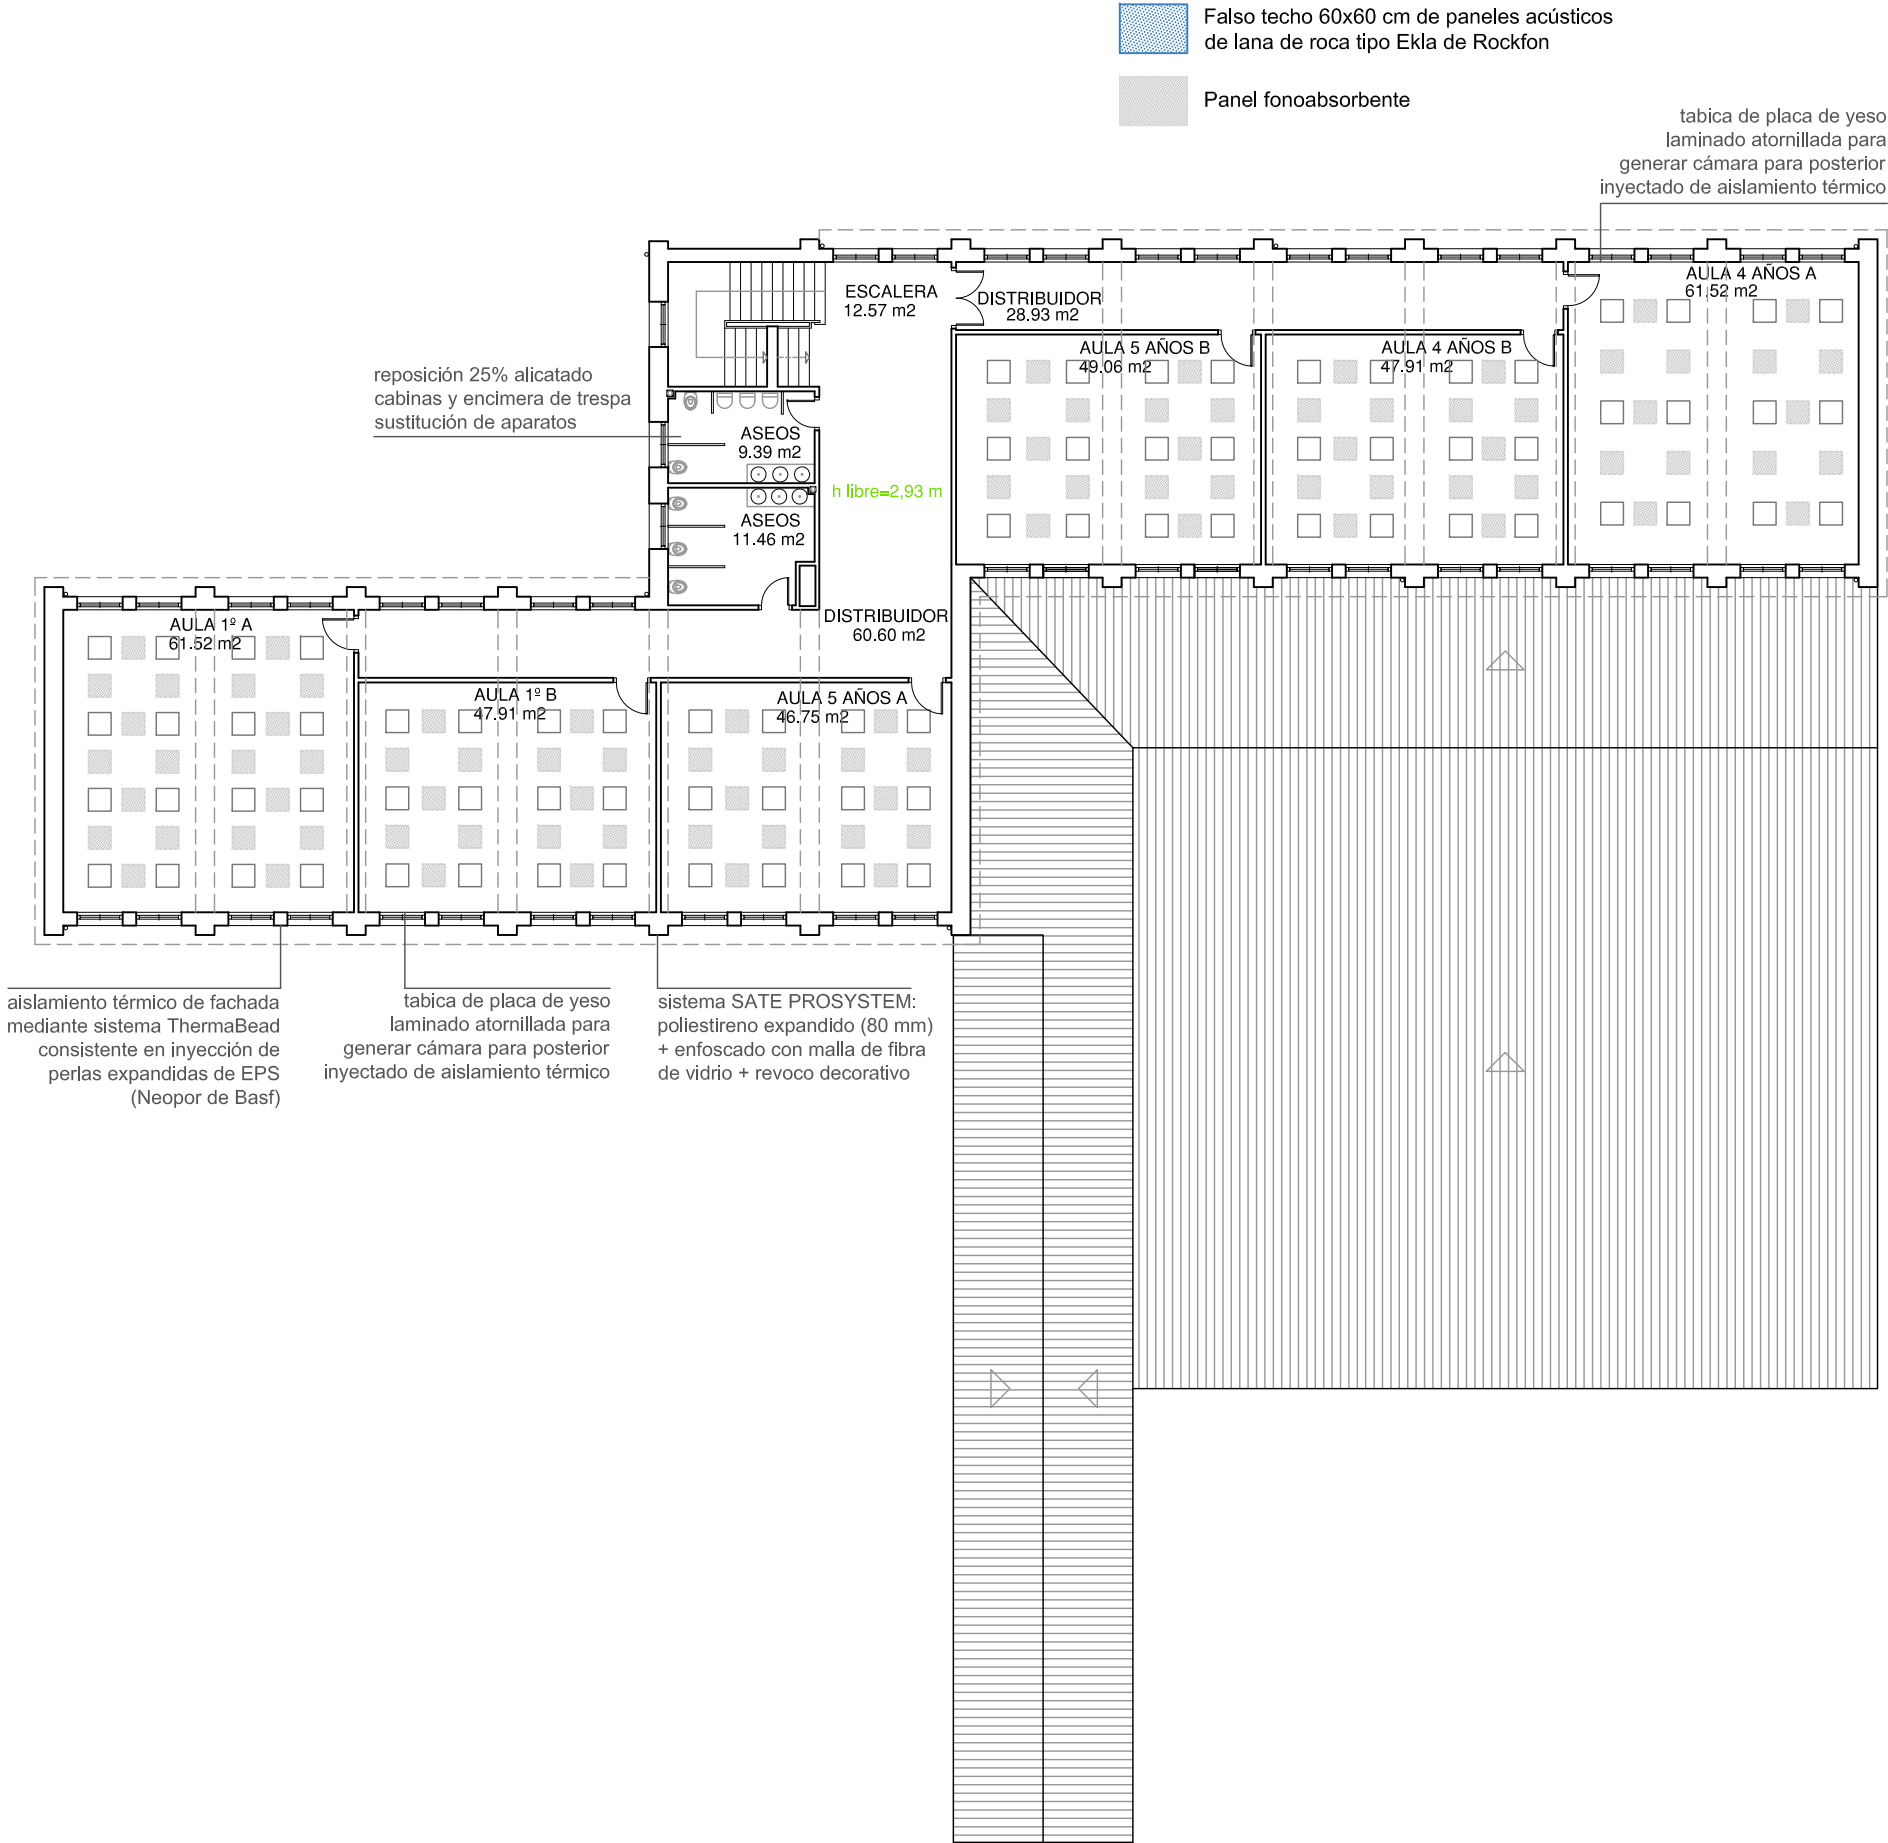 Falso techo 60x60 cm de paneles acústicos
de lana de roca tipo Ekla de Rockfon
Panel fonoabsorbente
tabica de placa de yeso
laminado atornillada para
generar cámara para posterior
inyectado de aislamiento térmico
AULA 4 AÑOS A
61.52 m2
ESCALERA
12.57 m2
DISTRIBUIDOR
28.93 m2
AULA 5 AÑOS B
49.06 m2
AULA 4 AÑOS B
47.91 m2
reposición 25% alicatado
cabinas y encimera de trespa
sustitución de aparatos
ASEOS
9.39 m2
h libre=2,93 m
ASEOS
11.46 m2
DISTRIBUIDOR
60.60 m2
AULA 1º A
61.52 m2
AULA 1º B
47.91 m2
AULA 5 AÑOS A
46.75 m2
aislamiento térmico de fachada
mediante sistema ThermaBead
consistente en inyección de
perlas expandidas de EPS
(Neopor de Basf)
tabica de placa de yeso
laminado atornillada para
generar cámara para posterior
inyectado de aislamiento térmico
sistema SATE PROSYSTEM:
poliestireno expandido (80 mm)
+ enfoscado con malla de fibra
de vidrio + revoco decorativo